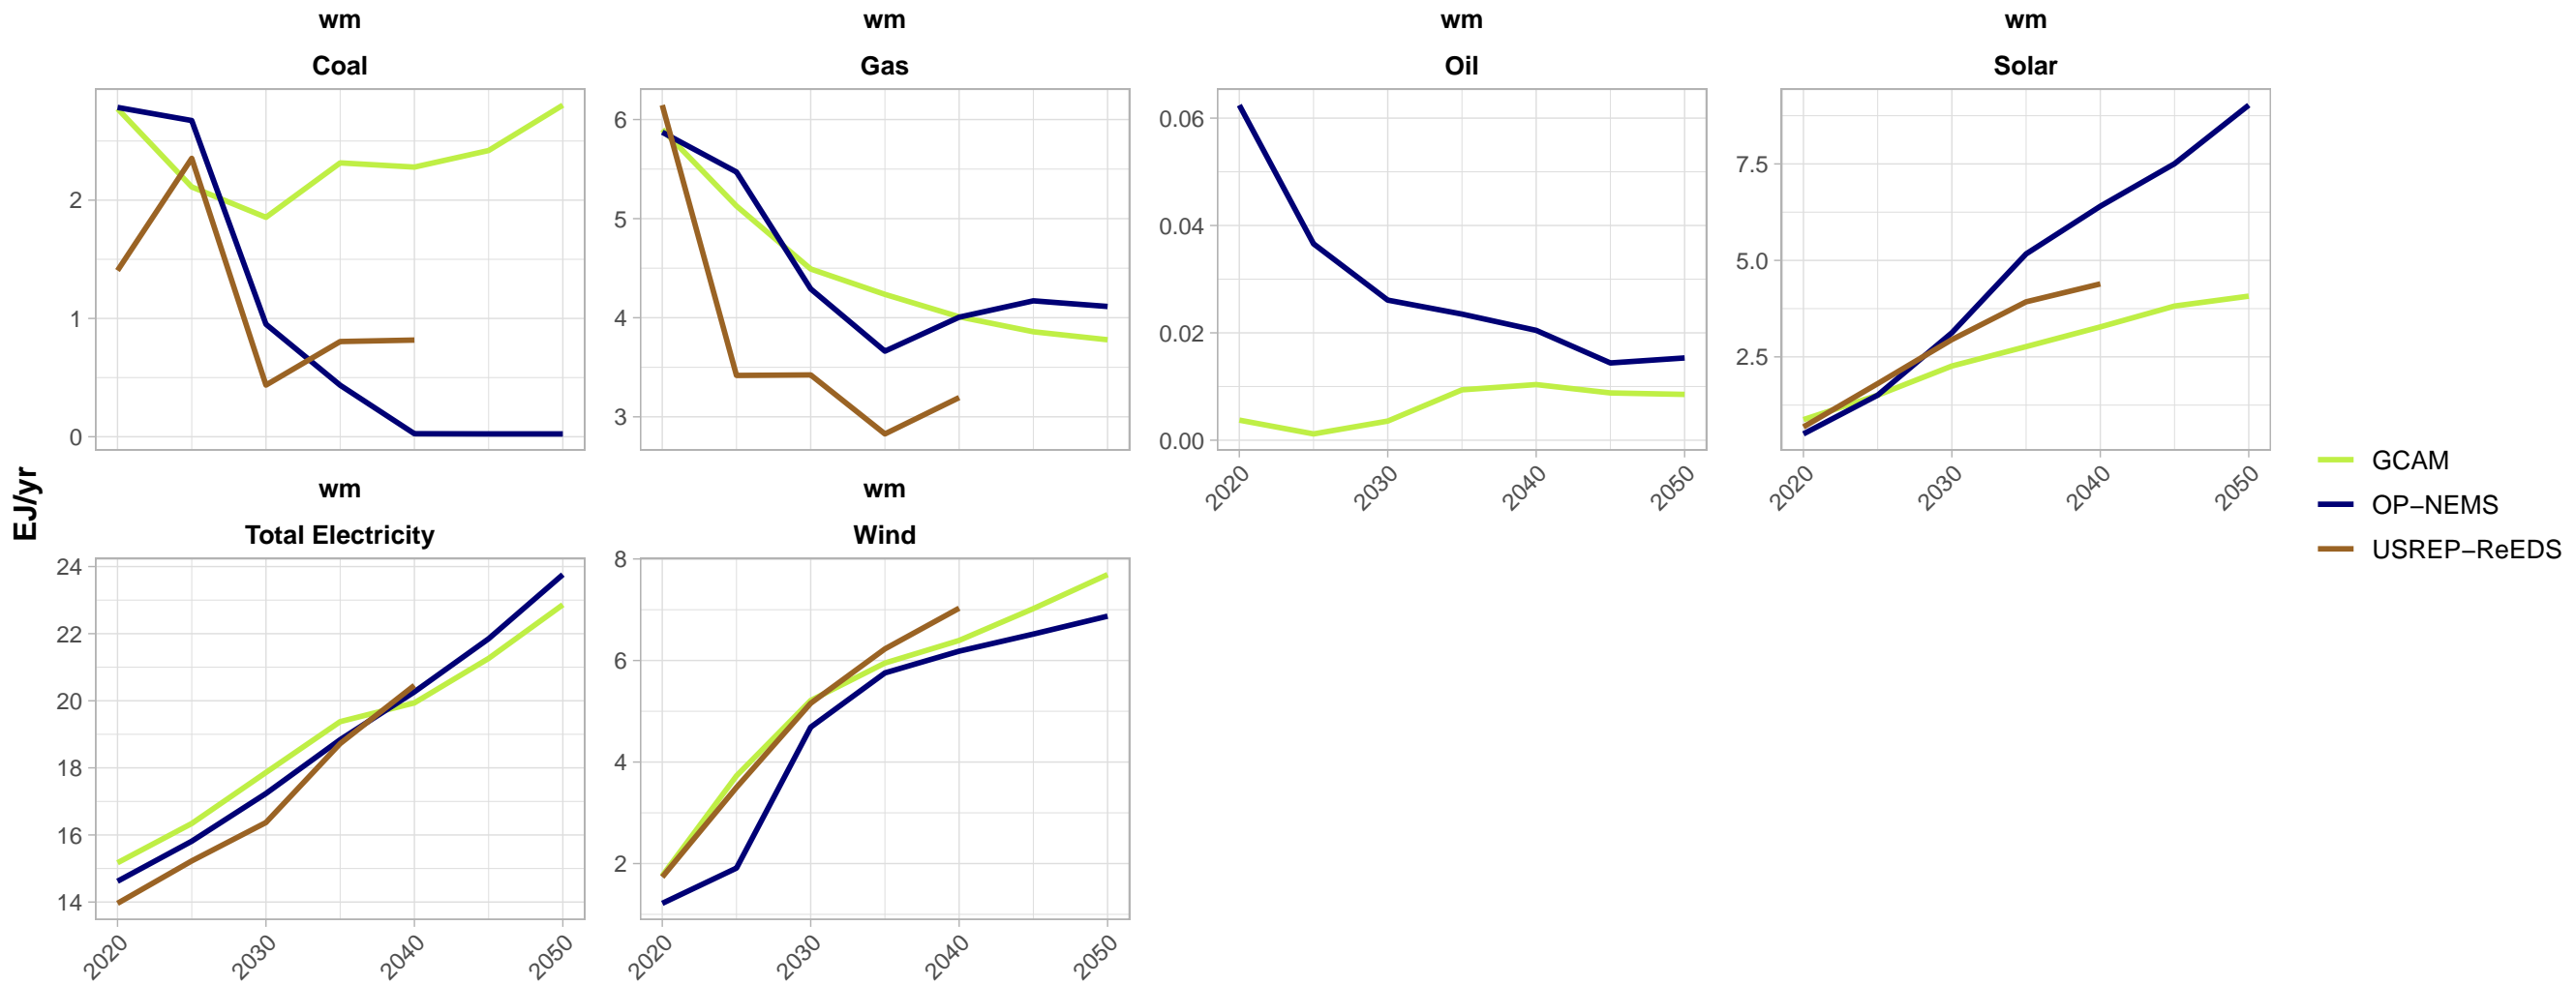 wm
Coal
wm
Gas
wm
Oil
wm
Solar
2
1
0
6
5
4
3
0.06
0.04
0.02
0.00
2020
2030
2040
2050
7.5
5.0
2.5
2020
2030
2040
2050
EJ/yr
wm
Total Electricity
wm
Wind
24
22
20
18
16
14
2020
2030
2040
2050
8
6
4
2
2020
2030
2040
2050
GCAM
OP−NEMS
USREP−ReEDS